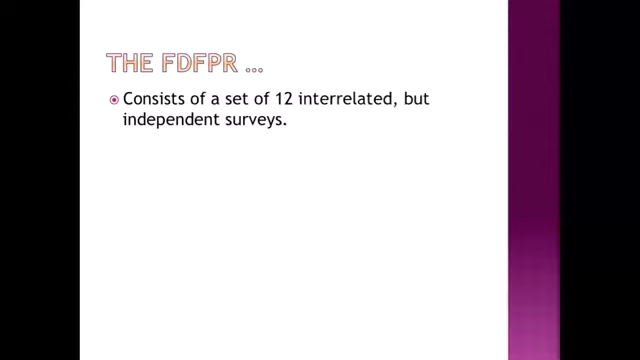 THE FDFPR ...
Consists of a set of 12 interrelated, but
independent surveys.